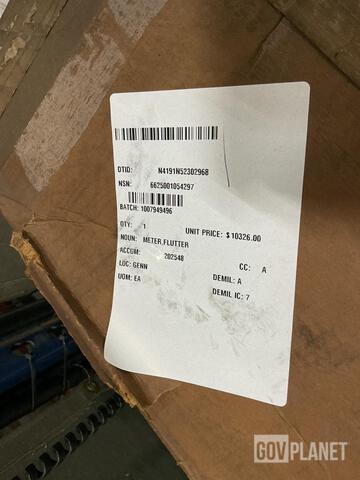 DTID: N4191N52302968
NSN: 6625001054297
BATCH: 1007949496
QTY: 1 UNIT PRICE: $10326.00
NOUN: METER,FLUTTER
ACCUM: 202548 CC: A
LOC: GENN DEMIL: A
UOM: EA DEMIL IC: 7
GOVPLANET